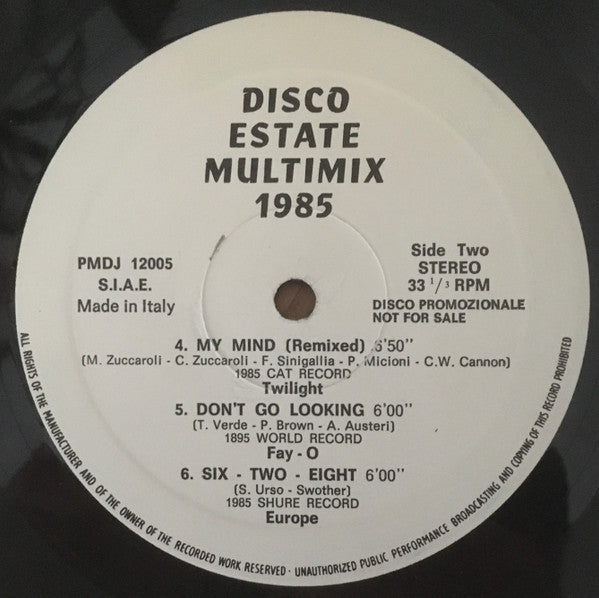 DISCO
ESTATE
MULTIMIX
1985
PMDJ 12005
S.I.A.E.
Made in Italy
Side Two
STEREO
33 1/3 RPM
DISCO PROMOZIONALE
NOT FOR SALE
4. MY MIND (Remixed) 6'50''
(M. Zuccaroli - C. Zuccaroli - F. Sinigallia - P. Micioni - C.W. Cannon)
1985 CAT RECORD
Twilight
5. DON'T GO LOOKING 6'00''
(T. Verde - P. Brown - A. Austeri)
1895 WORLD RECORD
Fay - O
6. SIX - TWO - EIGHT 6'00''
(S. Urso - Swother)
1985 SHURE RECORD
Europe
ALL RIGHTS OF THE MANUFACTURER AND OF THE OWNER OF THE RECORDED WORK RESERVED · UNAUTHORIZED PUBLIC PERFORMANCE BROADCASTING AND COPYING OF THIS RECORD PROHIBITED